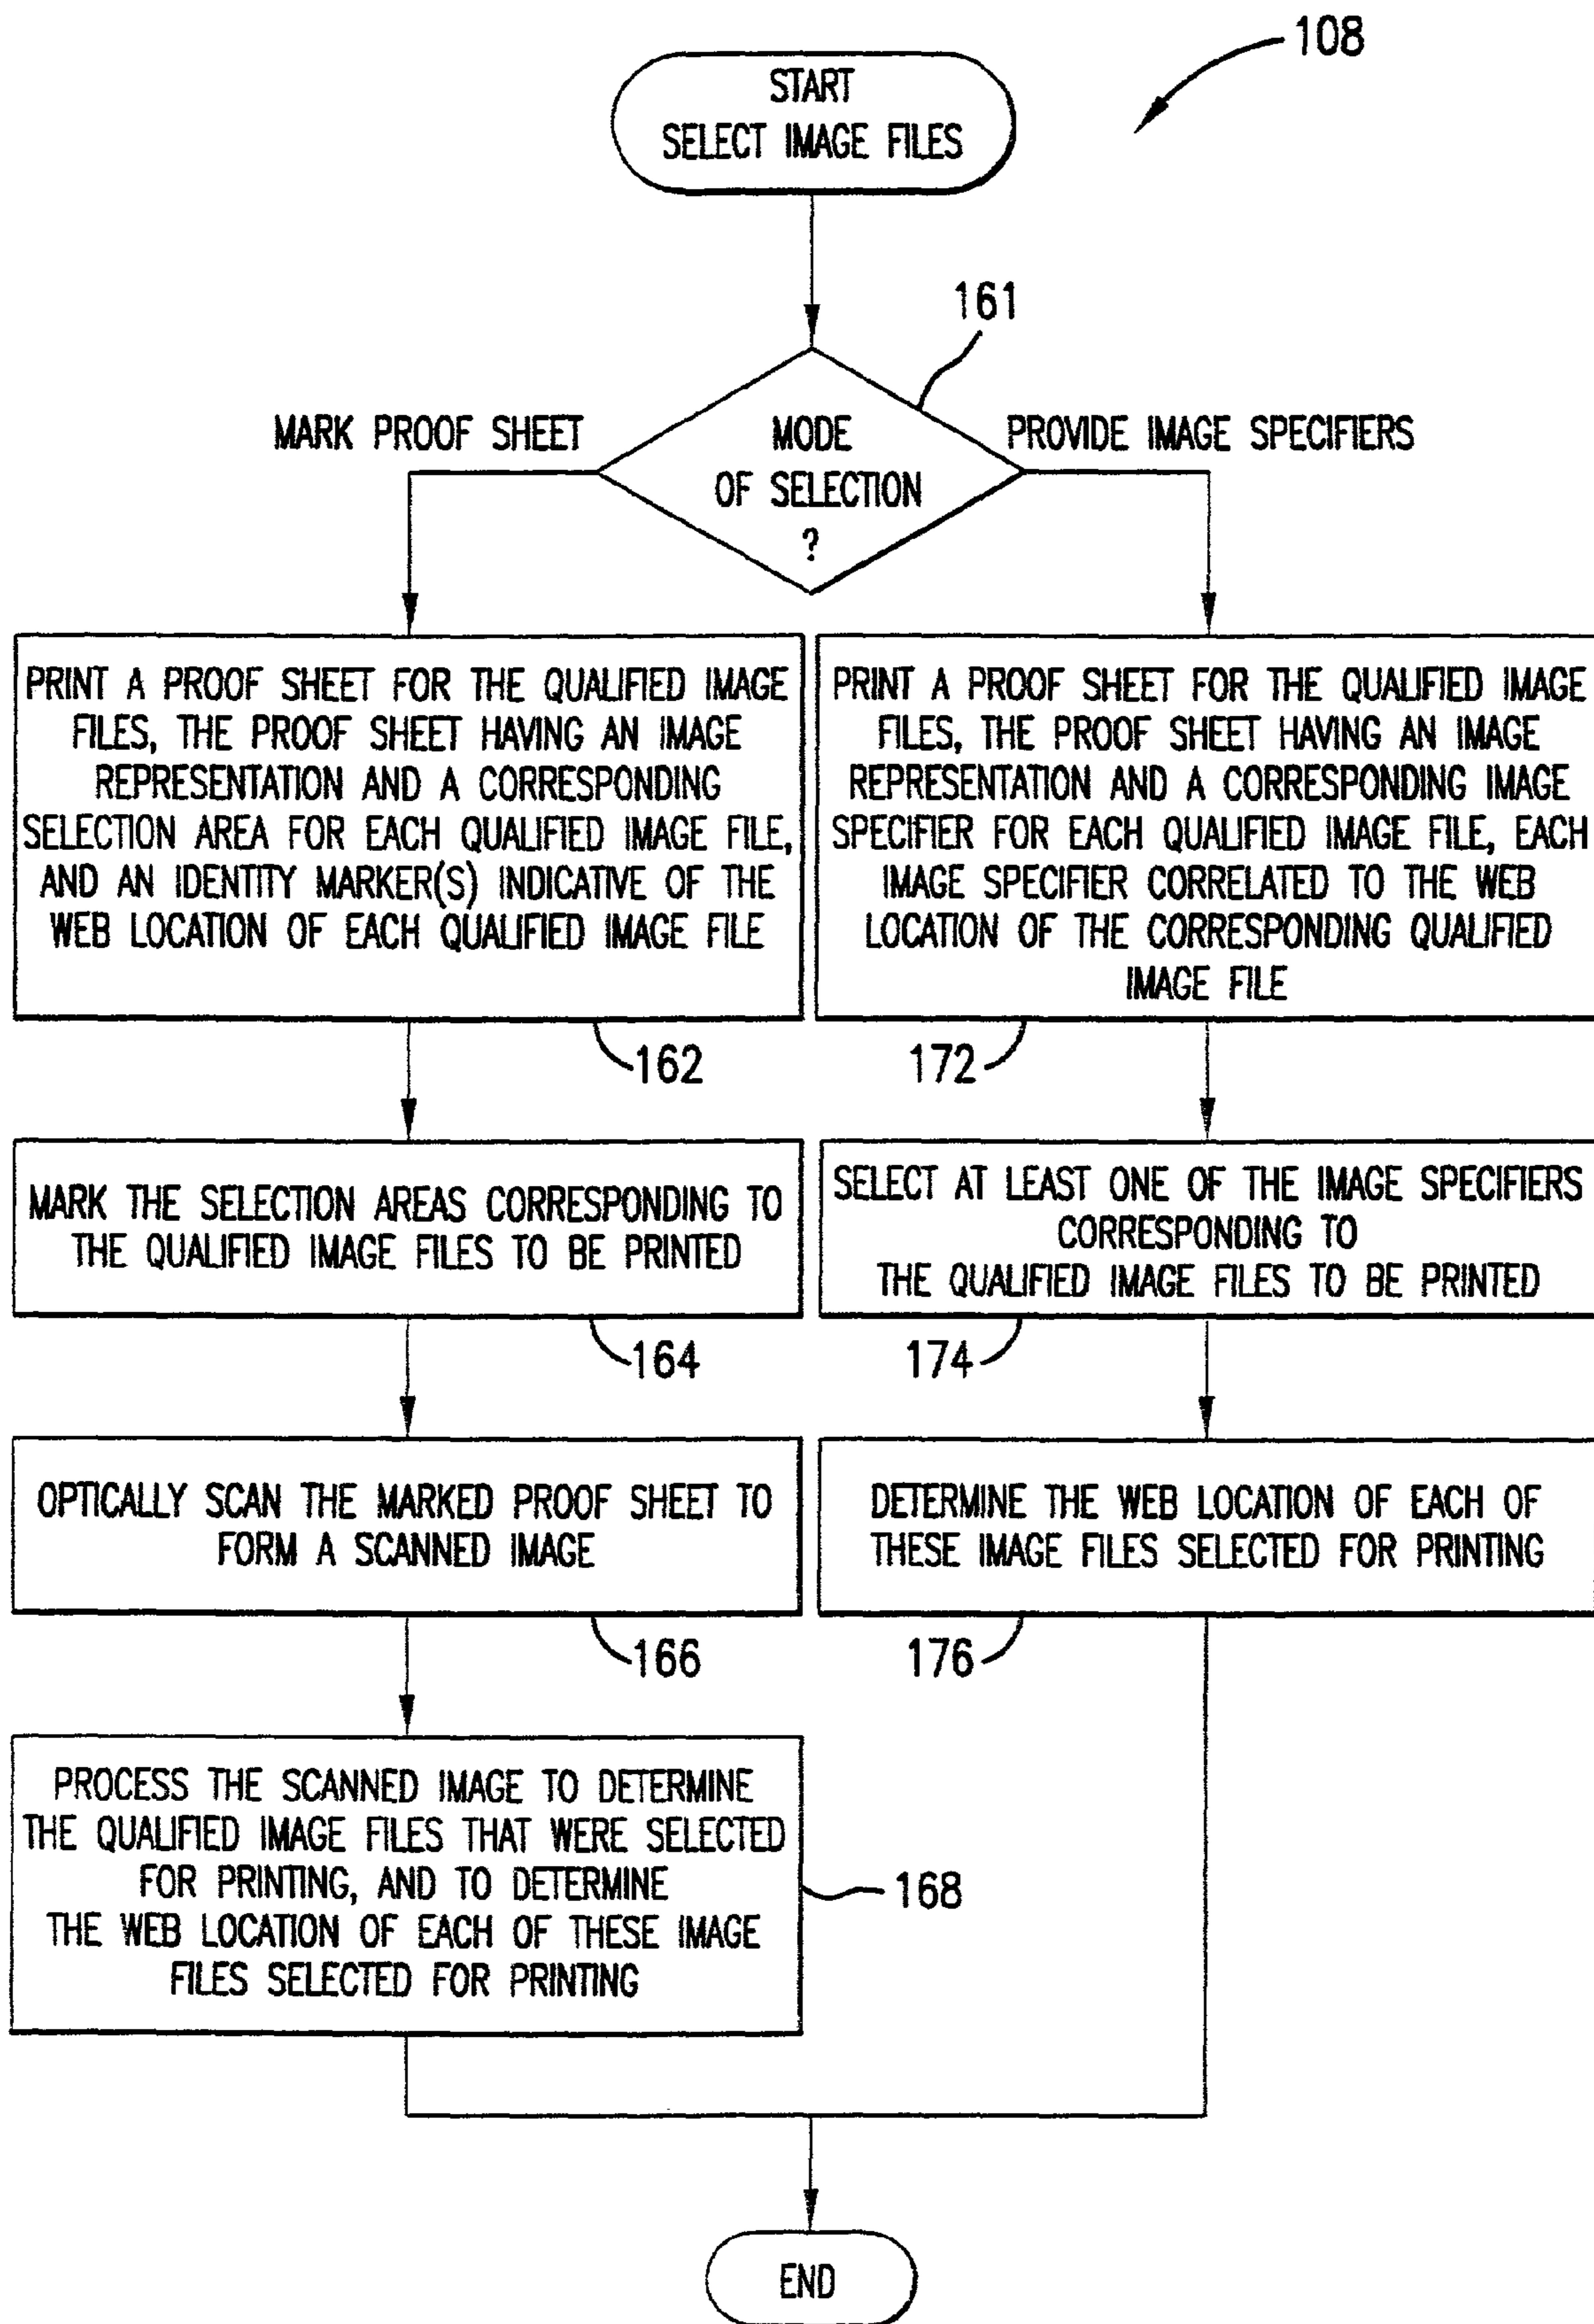 108
START
SELECT IMAGE FILES
161
MARK PROOF SHEET
MODE
OF SELECTION
?
PROVIDE IMAGE SPECIFIERS
PRINT A PROOF SHEET FOR THE QUALIFIED IMAGE
FILES, THE PROOF SHEET HAVING AN IMAGE
REPRESENTATION AND A CORRESPONDING
SELECTION AREA FOR EACH QUALIFIED IMAGE FILE,
AND AN IDENTITY MARKER(S) INDICATIVE OF THE
WEB LOCATION OF EACH QUALIFIED IMAGE FILE
162
MARK THE SELECTION AREAS CORRESPONDING TO
THE QUALIFIED IMAGE FILES TO BE PRINTED
164
OPTICALLY SCAN THE MARKED PROOF SHEET TO
FORM A SCANNED IMAGE
166
PROCESS THE SCANNED IMAGE TO DETERMINE
THE QUALIFIED IMAGE FILES THAT WERE SELECTED
FOR PRINTING, AND TO DETERMINE
THE WEB LOCATION OF EACH OF THESE IMAGE
FILES SELECTED FOR PRINTING
168
PRINT A PROOF SHEET FOR THE QUALIFIED IMAGE
FILES, THE PROOF SHEET HAVING AN IMAGE
REPRESENTATION AND A CORRESPONDING IMAGE
SPECIFIER FOR EACH QUALIFIED IMAGE FILE, EACH
IMAGE SPECIFIER CORRELATED TO THE WEB
LOCATION OF THE CORRESPONDING QUALIFIED
IMAGE FILE
172
SELECT AT LEAST ONE OF THE IMAGE SPECIFIERS
CORRESPONDING TO
THE QUALIFIED IMAGE FILES TO BE PRINTED
174
DETERMINE THE WEB LOCATION OF EACH OF
THESE IMAGE FILES SELECTED FOR PRINTING
176
END